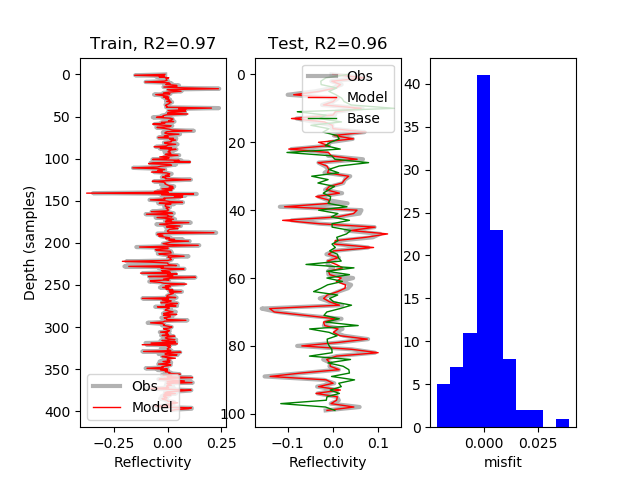 Train, R2=0.97
Test, R2=0.96
Depth (samples)
0
50
100
150
200
250
300
350
400
−0.25
0.00
0.25
Reflectivity
Obs
Model
0
20
40
60
80
100
−0.1
0.0
0.1
Reflectivity
Obs
Model
Base
0
5
10
15
20
25
30
35
40
0.000
0.025
misfit